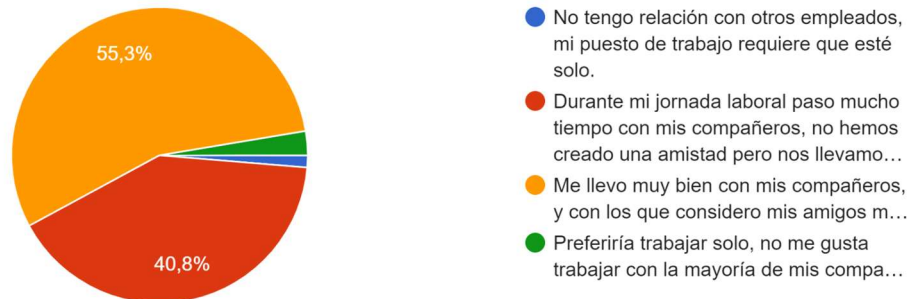 55,3%
40,8%
No tengo relación con otros empleados,
mi puesto de trabajo requiere que esté
solo.
Durante mi jornada laboral paso mucho
tiempo con mis compañeros, no hemos
creado una amistad pero nos llevamo…
Me llevo muy bien con mis compañeros,
y con los que considero mis amigos m…
Preferiría trabajar solo, no me gusta
trabajar con la mayoría de mis compa…